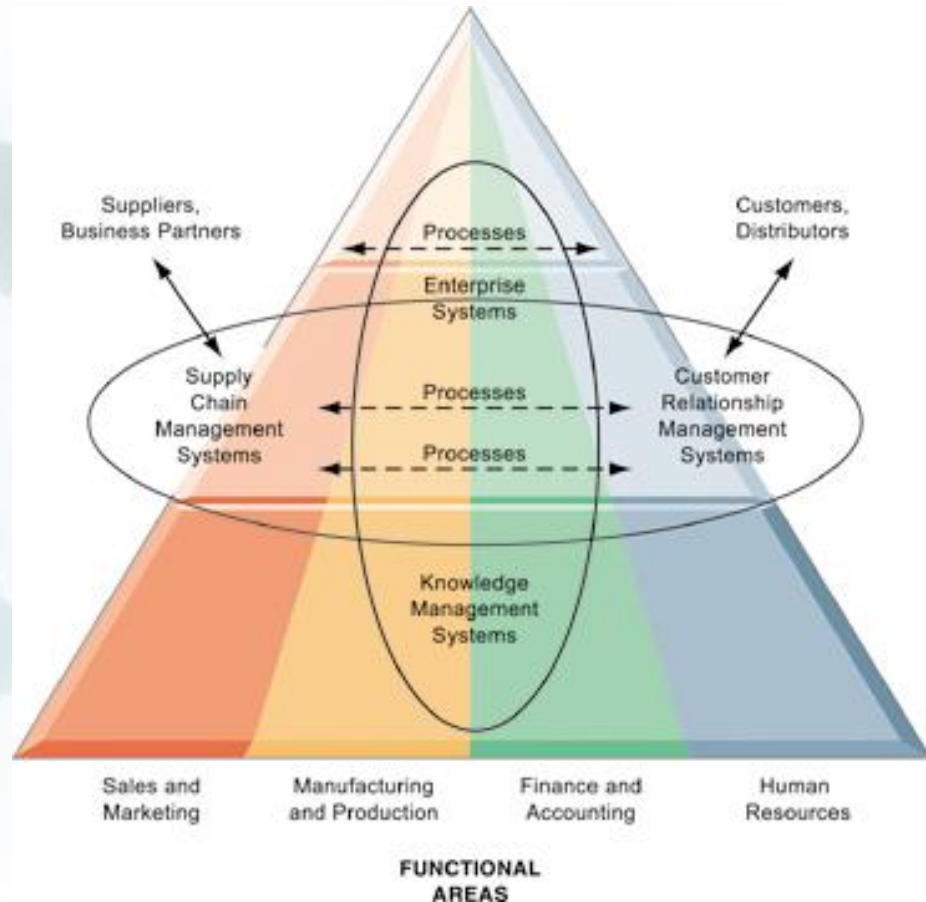 Suppliers,
Business Partners
Customers,
Distributors
Processes
Enterprise
Systems
Supply
Chain
Management
Systems
Processes
Processes
Customer
Relationship
Management
Systems
Knowledge
Management
Systems
Sales and
Marketing
Manufacturing
and Production
Finance and
Accounting
Human
Resources
FUNCTIONAL
AREAS